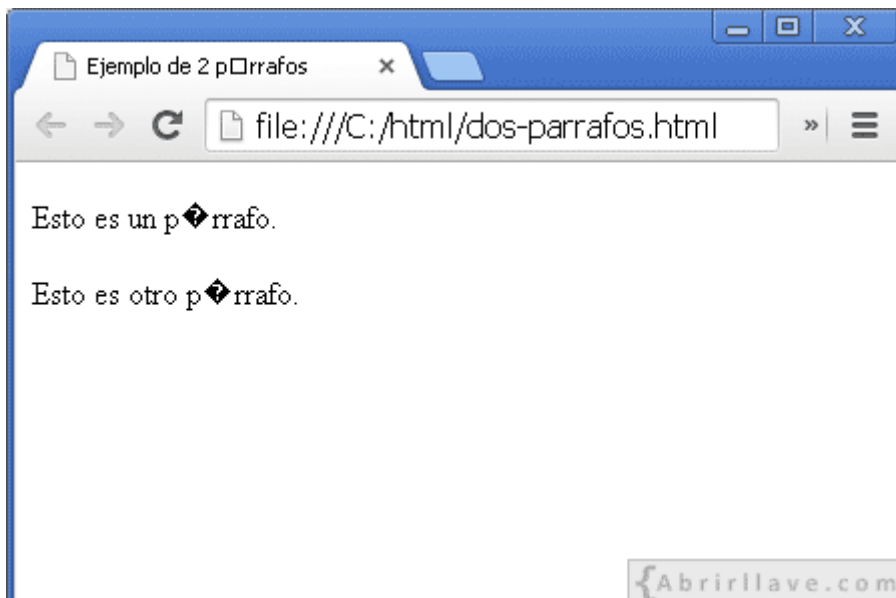 Ejemplo de 2 p□rrafos
file:///C:/html/dos-parrafos.html
Esto es un p�rrafo.
Esto es otro p�rrafo.
{Abrirllave.com